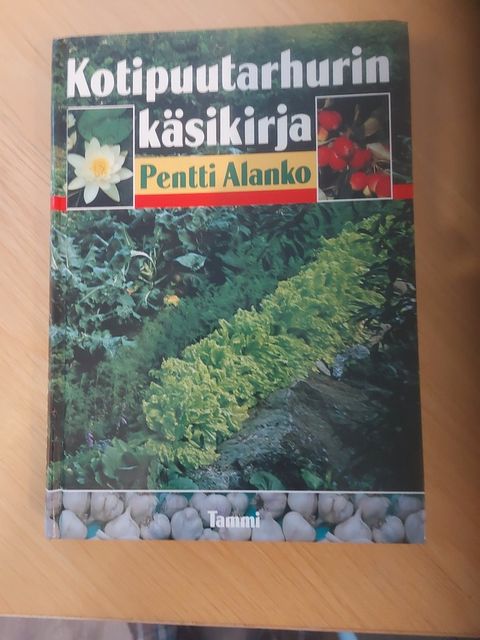 Kotipuutarhurin
käsikirja
Pentti Alanko
Tammi